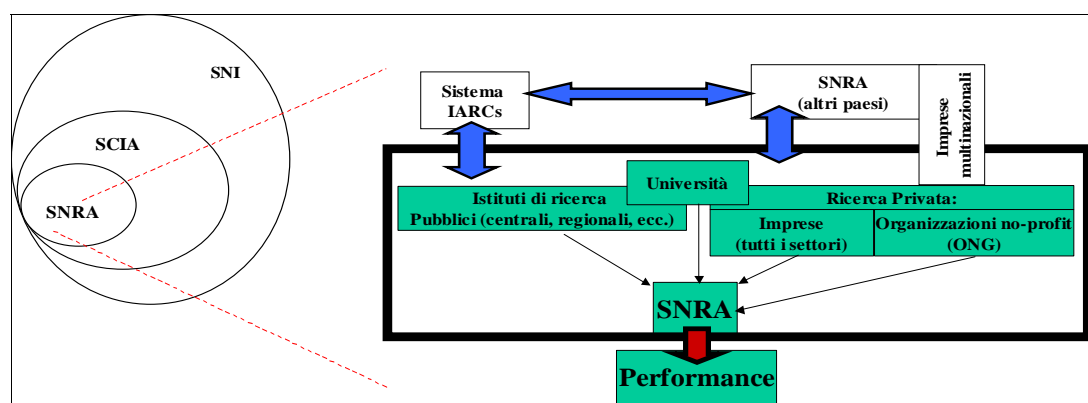 SNI
SCIA
SNRA
Sistema
IARCs
SNRA
(altri paesi)
Imprese
multinazionali
Università
Istituti di ricerca
Pubblici (centrali, regionali, ecc.)
Ricerca Privata:
Imprese
(tutti i settori)
Organizzazioni no-profit
(ONG)
SNRA
Performance